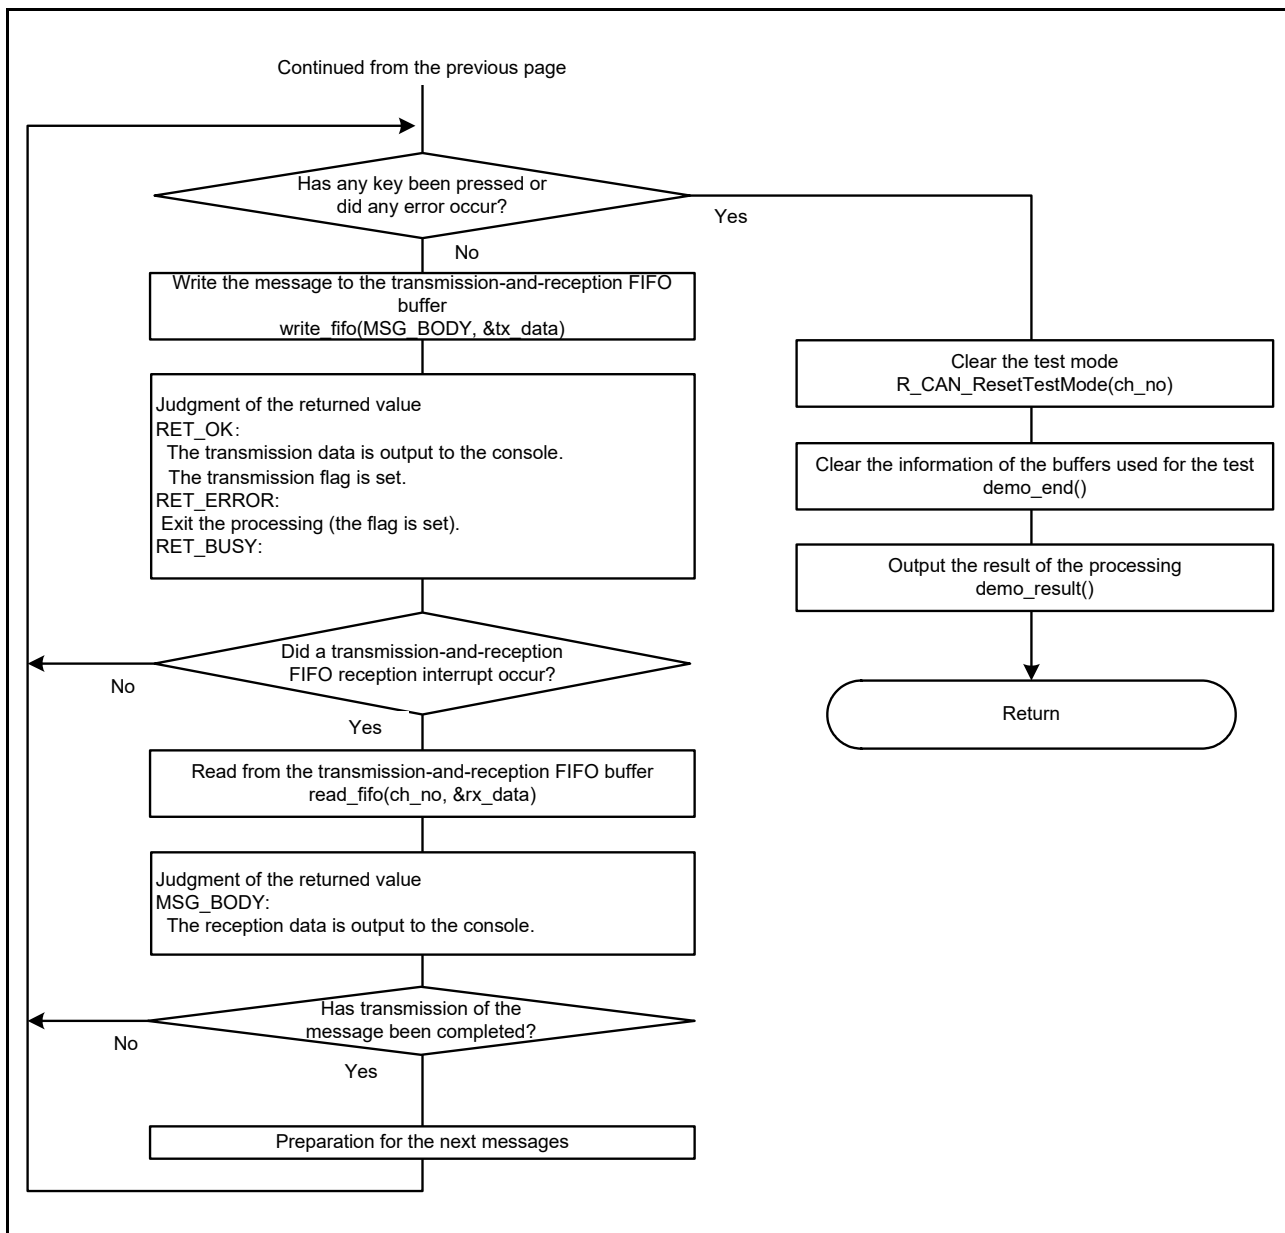 Continued from the previous page
Has any key been pressed or
did any error occur?
Yes
No
Write the message to the transmission-and-reception FIFO
buffer
write_fifo(MSG_BODY, &tx_data)
Judgment of the returned value
RET_OK:
The transmission data is output to the console.
The transmission flag is set.
RET_ERROR:
Exit the processing (the flag is set).
RET_BUSY:
Did a transmission-and-reception
FIFO reception interrupt occur?
No
Yes
Read from the transmission-and-reception FIFO buffer
read_fifo(ch_no, &rx_data)
Judgment of the returned value
MSG_BODY:
The reception data is output to the console.
Has transmission of the
message been completed?
No
Yes
Preparation for the next messages
Clear the test mode
R_CAN_ResetTestMode(ch_no)
Clear the information of the buffers used for the test
demo_end()
Output the result of the processing
demo_result()
Return